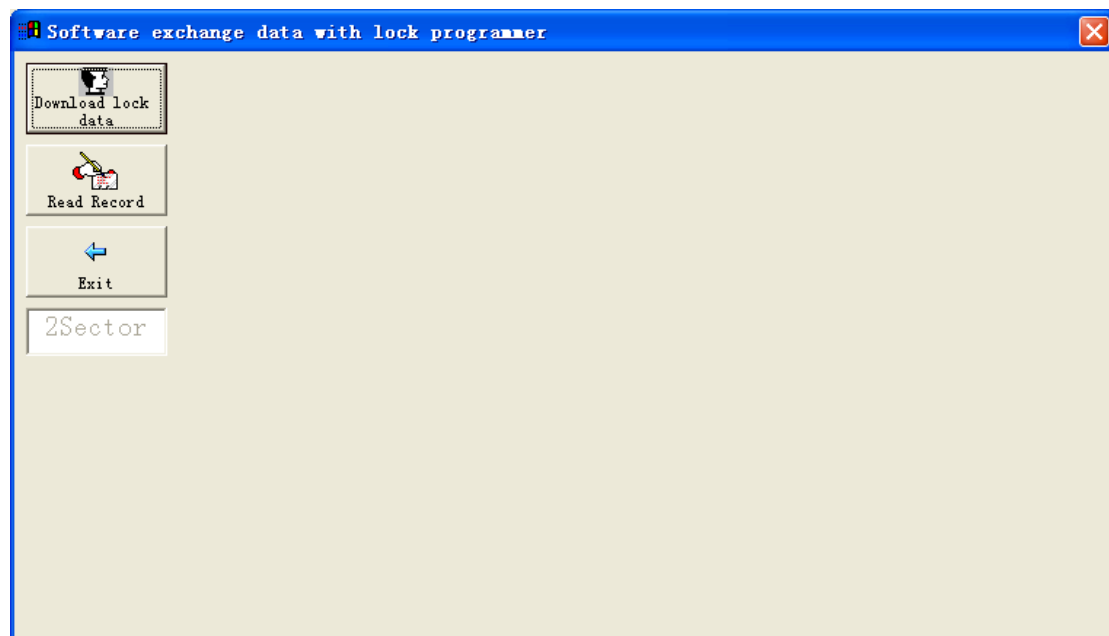 Software exchange data with lock programmer
Download lock
data
Read Record
Exit
2Sector